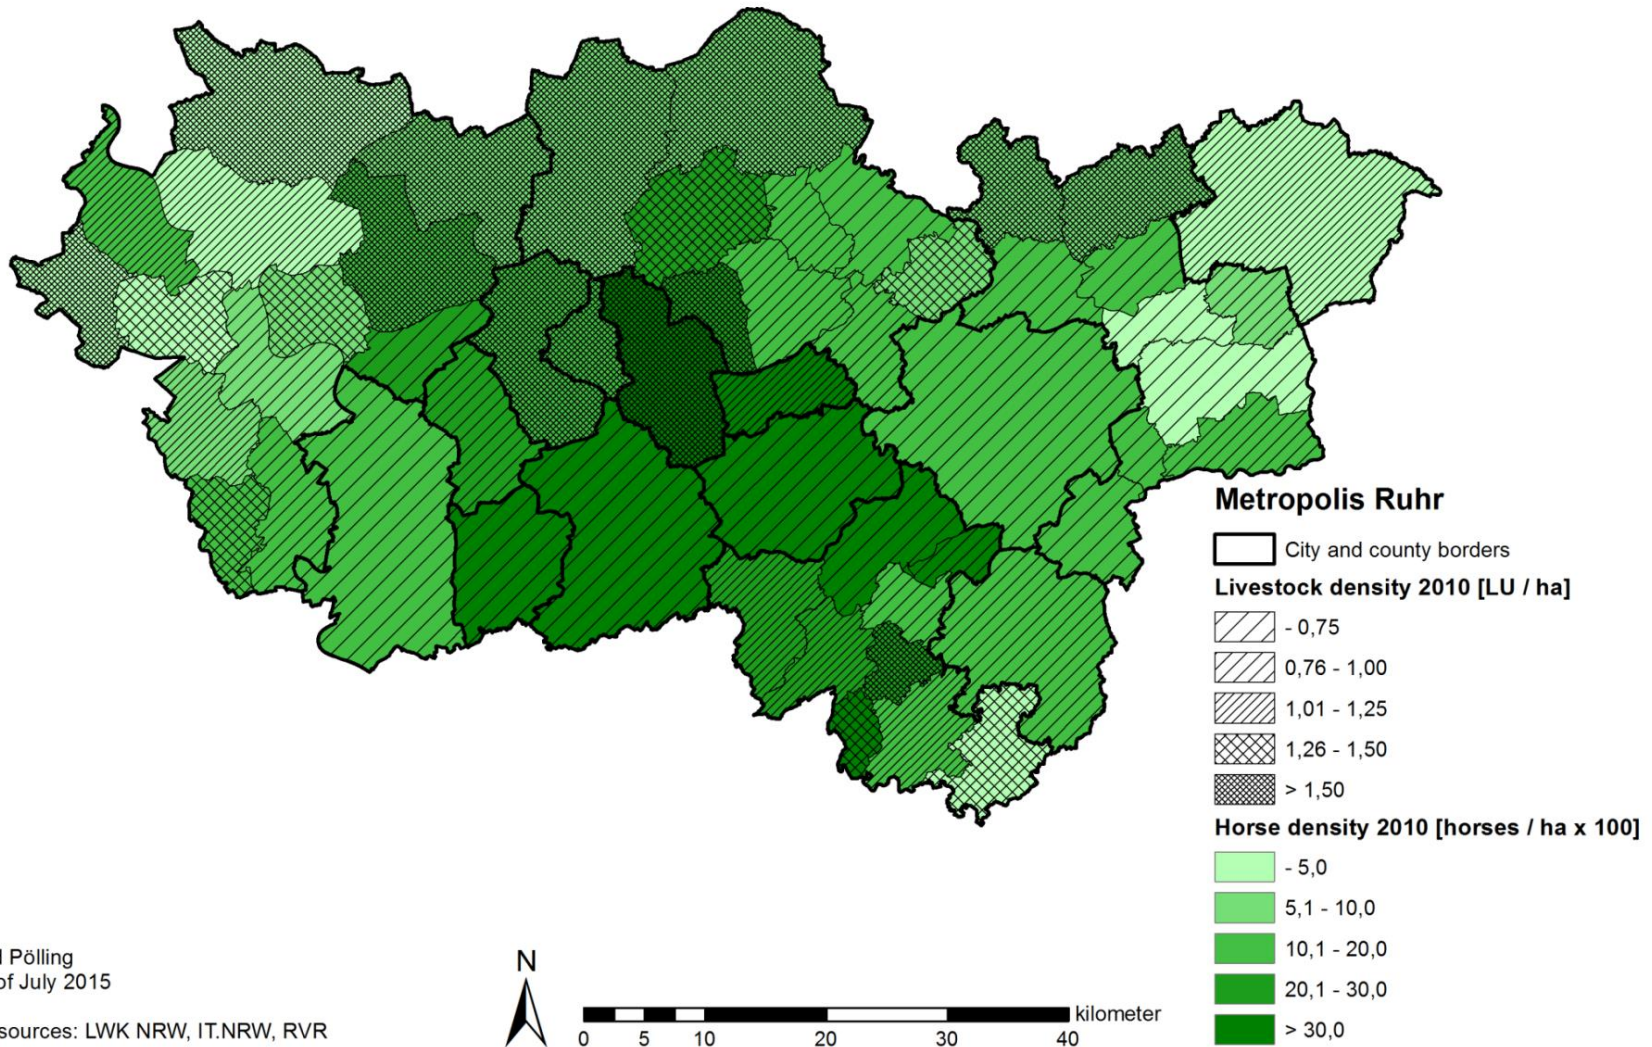 Metropolis Ruhr
City and county borders
Livestock density 2010 [LU / ha]
- 0,75
0,76 - 1,00
1,01 - 1,25
1,26 - 1,50
> 1,50
Horse density 2010 [horses / ha x 100]
- 5,0
5,1 - 10,0
10,1 - 20,0
20,1 - 30,0
> 30,0
Pölling
of July 2015
sources: LWK NRW, IT.NRW, RVR
N
kilometer
0 5 10 20 30 40